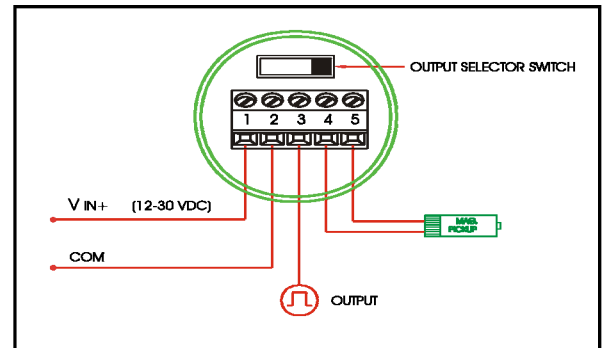 OUTPUT SELECTOR SWITCH
1 2 3 4 5
V IN+ (12-30 VDC)
MAG.
PICKUP
COM
OUTPUT